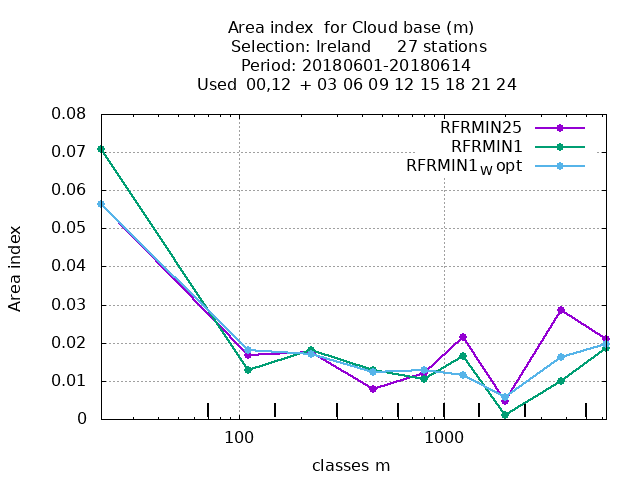 Area index  for Cloud base (m)
Selection: Ireland     27 stations
Period: 20180601-20180614
Used  00,12  + 03 06 09 12 15 18 21 24
RFRMIN25
RFRMIN1
RFRMIN1W opt
0.08
0.07
0.06
0.05
0.04
0.03
0.02
0.01
0
Area index
100
1000
classes m